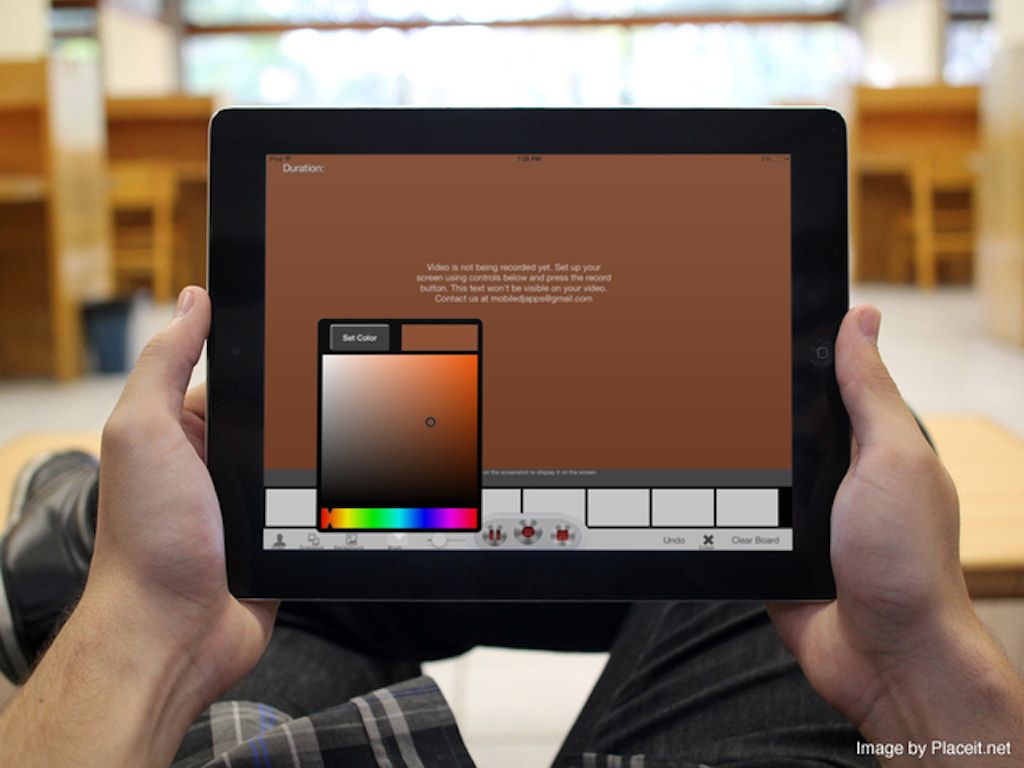 iPad 7:25 PM 2%
Duration:
Video is not being recorded yet. Set up your
screen using controls below and press the record
button. This text won't be visible on your video.
Contact us at mobiledjapps@gmail.com
Set Color
on the screenshot to display it on the screen
Undo Clear Board
Image by Placeit.net